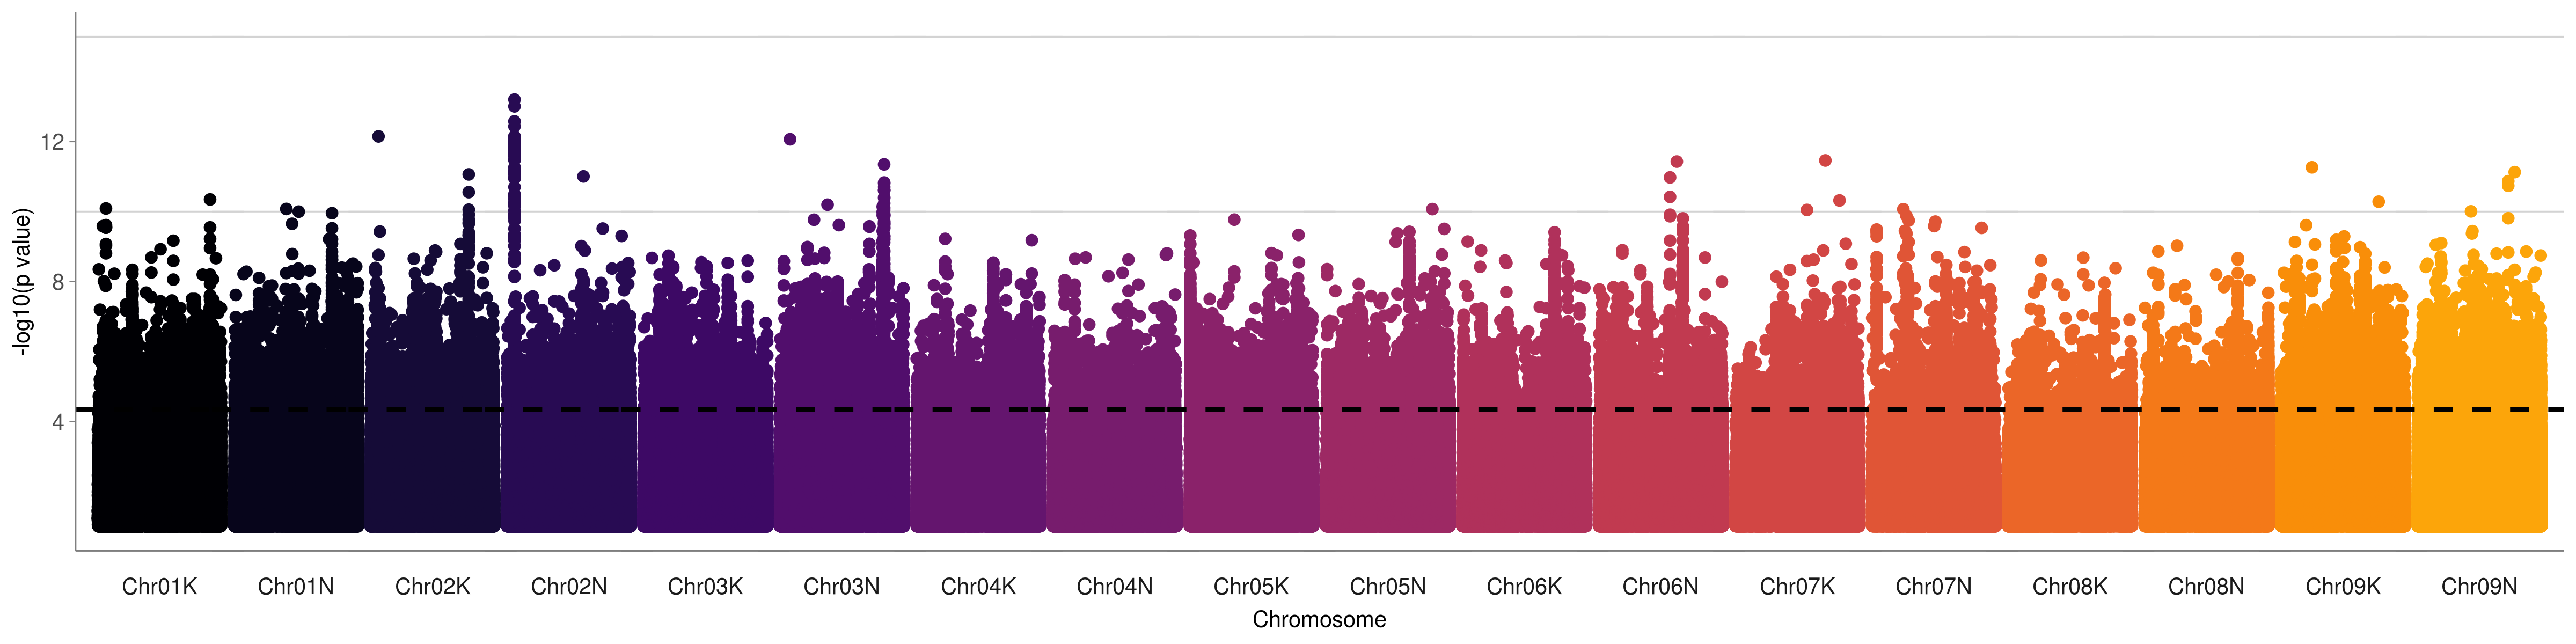 -log10(p value)
12
8
4
Chr01K Chr01N Chr02K Chr02N Chr03K Chr03N Chr04K Chr04N Chr05K Chr05N Chr06K Chr06N Chr07K Chr07N Chr08K Chr08N Chr09K Chr09N
Chromosome